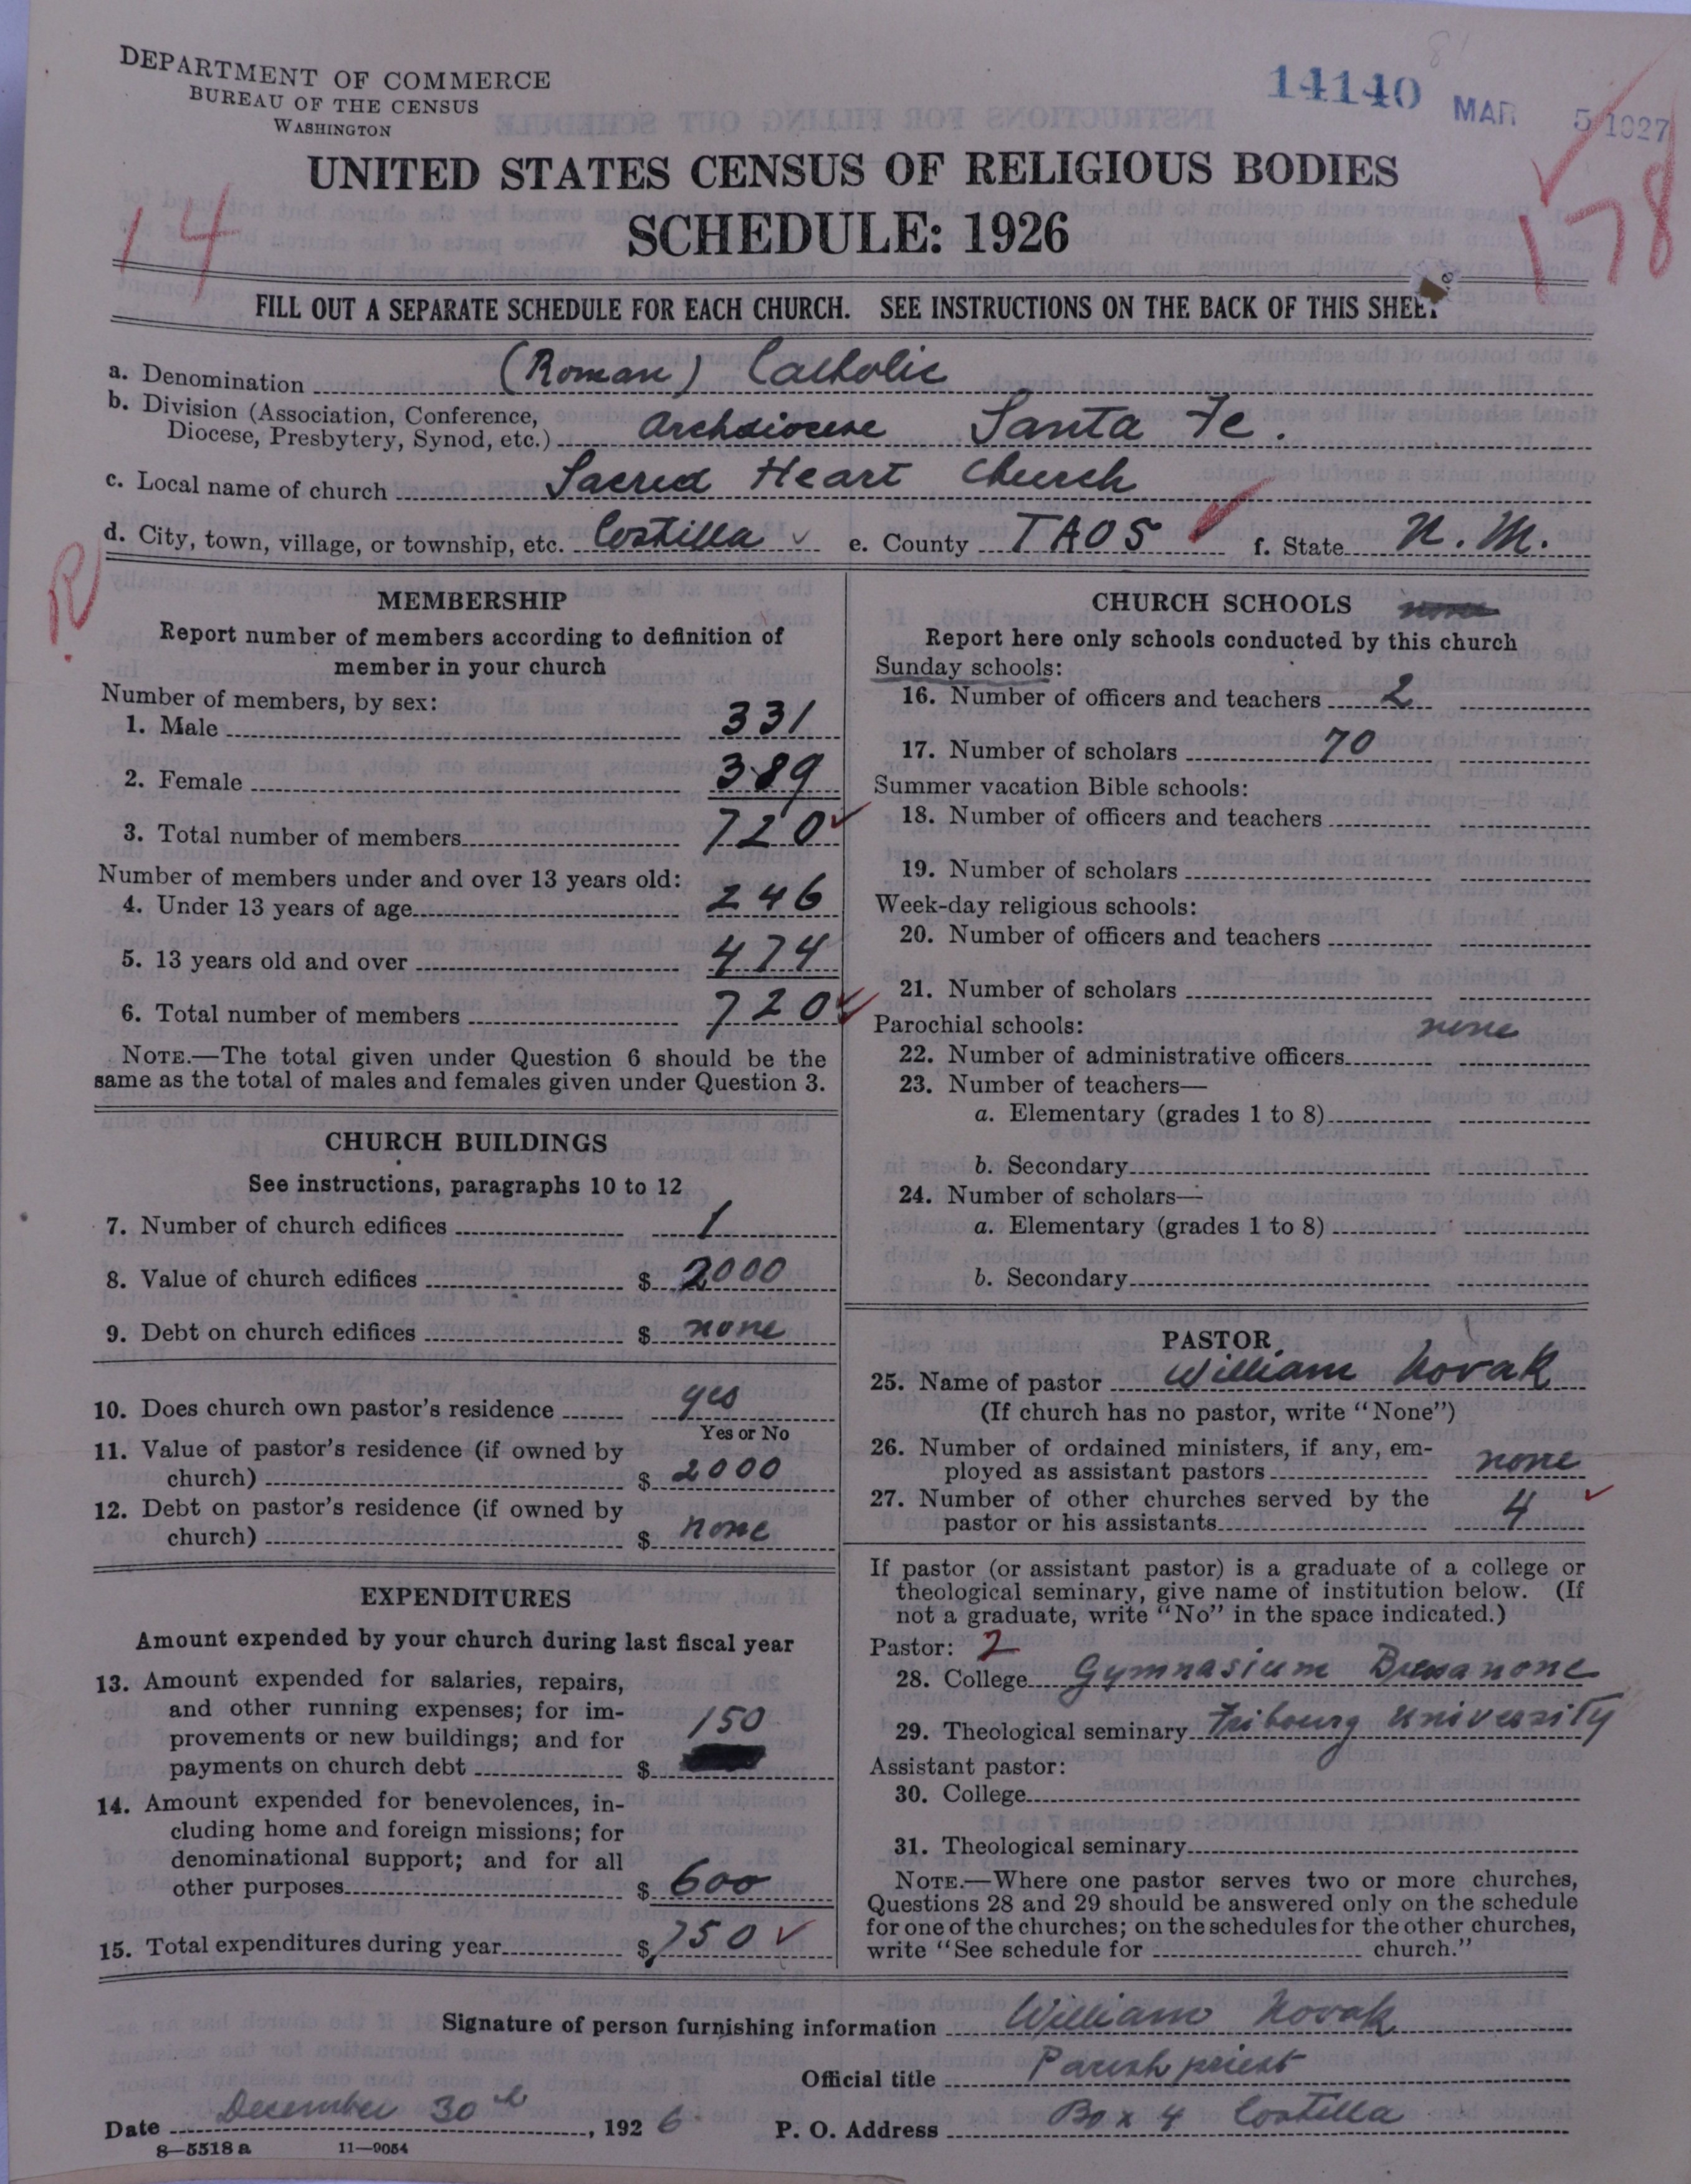 DEPARTMENT OF COMMERCE
BUREAU OF THE CENSUS
WASHINGTON
14140 MAR 5 1927
UNITED STATES CENSUS OF RELIGIOUS BODIES
SCHEDULE: 1926
14
FILL OUT A SEPARATE SCHEDULE FOR EACH CHURCH. SEE INSTRUCTIONS ON THE BACK OF THIS SHEET
a. Denomination (Roman) Catholic
b. Division (Association, Conference,
Diocese, Presbytery, Synod, etc.) Archdiocese Santa Fe.
c. Local name of church Sacred Heart Church
d. City, town, village, or township, etc. Costilla e. County TAOS f. State N. M.
R
MEMBERSHIP
Report number of members according to definition of
member in your church
Number of members, by sex:
1. Male 331
2. Female 389
3. Total number of members 720
Number of members under and over 13 years old:
4. Under 13 years of age 246
5. 13 years old and over 474
6. Total number of members 720
NOTE.—The total given under Question 6 should be the
same as the total of males and females given under Question 3.
CHURCH BUILDINGS
See instructions, paragraphs 10 to 12
7. Number of church edifices 1
8. Value of church edifices $ 2000
9. Debt on church edifices $ none
10. Does church own pastor's residence yes
Yes or No
11. Value of pastor's residence (if owned by
church) $ 2000
12. Debt on pastor's residence (if owned by
church) $ none
EXPENDITURES
Amount expended by your church during last fiscal year
13. Amount expended for salaries, repairs,
and other running expenses; for im-
provements or new buildings; and for 150
payments on church debt $
14. Amount expended for benevolences, in-
cluding home and foreign missions; for
denominational support; and for all
other purposes $ 600
15. Total expenditures during year $ 750
CHURCH SCHOOLS none
Report here only schools conducted by this church
Sunday schools:
16. Number of officers and teachers 2
17. Number of scholars 70
Summer vacation Bible schools:
18. Number of officers and teachers
19. Number of scholars
Week-day religious schools:
20. Number of officers and teachers
21. Number of scholars
Parochial schools: none
22. Number of administrative officers
23. Number of teachers—
a. Elementary (grades 1 to 8)
b. Secondary
24. Number of scholars—
a. Elementary (grades 1 to 8)
b. Secondary
PASTOR
25. Name of pastor William Novak
(If church has no pastor, write "None")
26. Number of ordained ministers, if any, em-
ployed as assistant pastors none
27. Number of other churches served by the
pastor or his assistants 4
If pastor (or assistant pastor) is a graduate of a college or
theological seminary, give name of institution below. (If
not a graduate, write "No" in the space indicated.)
Pastor: 2
28. College Gymnasium Bressanone
29. Theological seminary Fribourg University
Assistant pastor:
30. College
31. Theological seminary
NOTE.—Where one pastor serves two or more churches,
Questions 28 and 29 should be answered only on the schedule
for one of the churches; on the schedules for the other churches,
write "See schedule for church."
Signature of person furnishing information William Novak
Official title Parish priest
Date December 30th, 1926 P. O. Address Box 4 Costilla
8—5518 a 11—9054